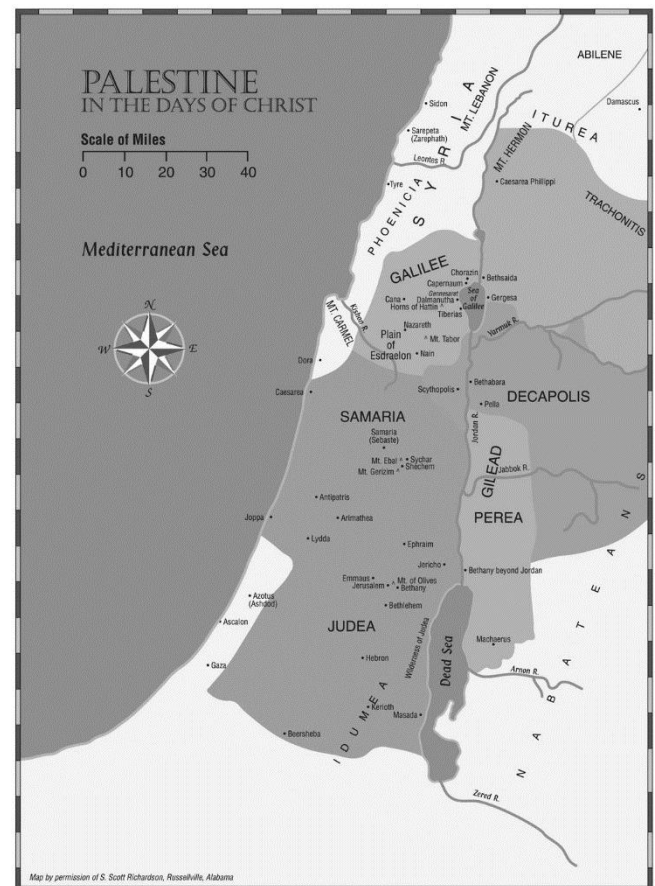 PALESTINE
IN THE DAYS OF CHRIST
Scale of Miles
0 10 20 30 40
Mediterranean Sea
N
W E
S
ABILENE
Damascus
ITUREA
MT. LEBANON
Sidon
SYRIA
Sarepeta
(Zarephath)
Leontes R.
MT. HERMON
Tyre
Caesarea Phillippi
PHOENICIA
TRACHONITIS
GALILEE
Chorazin
Capernaum
Bethsaida
Gennesaret
Cana
Dalmanutha
Sea
of
Galilee
Gergesa
Horns of Hattin ^
Tiberias
MT. CARMEL
Kishon R.
Nazareth
Yarmuk R.
Plain
of
Esdraelon
^ Mt. Tabor
Nain
Dora
Bethabara
Caesarea
Scythopolis
DECAPOLIS
Pella
SAMARIA
Jordan R.
Samaria
(Sebaste)
Mt. Ebal ^
Sychar
Mt. Gerizim ^
Shechem
GILEAD
Jabbok R.
Antipatris
Joppa
Arimathea
PEREA
Lydda
Ephraim
Jericho
Bethany beyond Jordan
Emmaus
^ Mt. of Olives
Jerusalem
Bethany
Azotus
(Ashdod)
Bethlehem
Ascalon
JUDEA
Wilderness of Judea
Machaerus
Hebron
Dead Sea
Gaza
Arnon R.
NABATEANS
IDUMEA
Kerioth
Masada
Beersheba
Zered R.
Map by permission of S. Scott Richardson, Russellville, Alabama